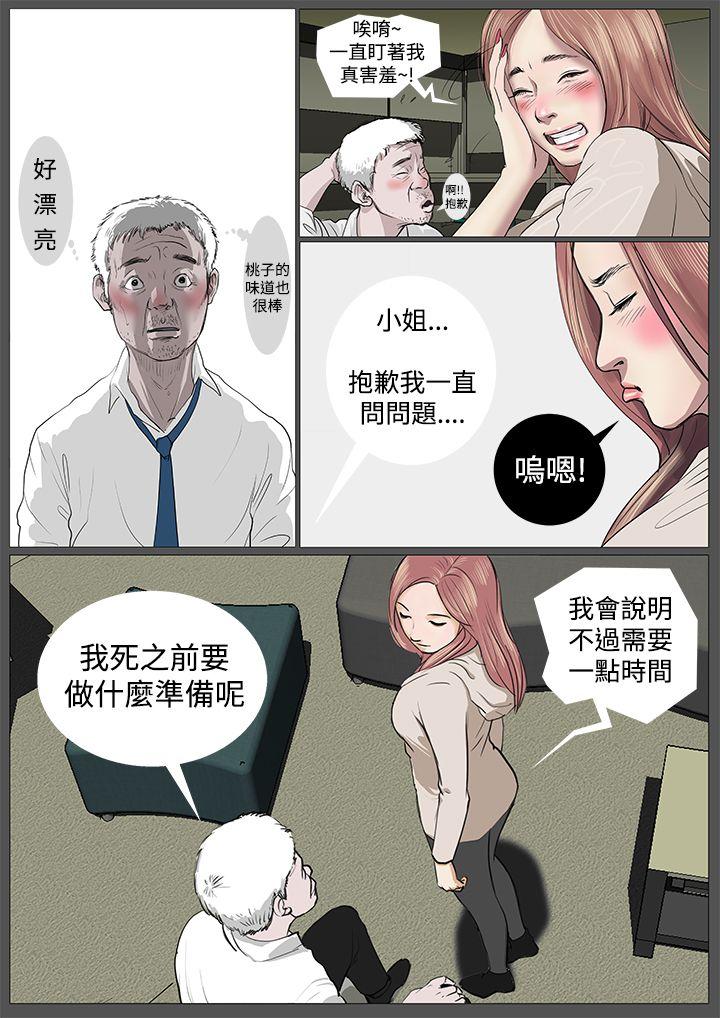 好
漂
亮
桃子的
味道也
很棒
唉唷~
一直盯著我
真害羞~!
啊!!
抱歉
小姐...
抱歉我一直
問問題....
嗚嗯!
我死之前要
做什麼準備呢
我會說明
不過需要
一點時間